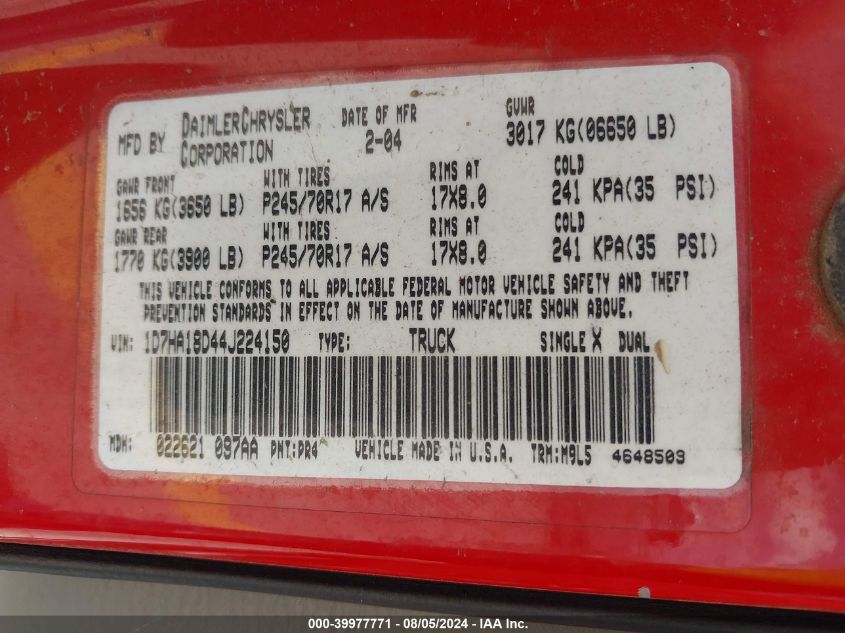 MFD BY DAIMLERCHRYSLER CORPORATION DATE OF MFR 2-04 GVWR 3017 KG(06650 LB)
GAWR FRONT WITH TIRES RIMS AT COLD
1656 KG(3650 LB) P245/70R17 A/S 17X8.0 241 KPA(35 PSI)
GAWR REAR WITH TIRES RIMS AT COLD
1770 KG(3900 LB) P245/70R17 A/S 17X8.0 241 KPA(35 PSI)
THIS VEHICLE CONFORMS TO ALL APPLICABLE FEDERAL MOTOR VEHICLE SAFETY AND THEFT
PREVENTION STANDARDS IN EFFECT ON THE DATE OF MANUFACTURE SHOWN ABOVE.
VIN: 1D7HA18D44J224150 TYPE: TRUCK SINGLE X DUAL
MDH: 022621 097AA PNT:PR4 VEHICLE MADE IN U.S.A. TRM:M9L5 4648509
000-39977771 - 08/05/2024 - IAA Inc.